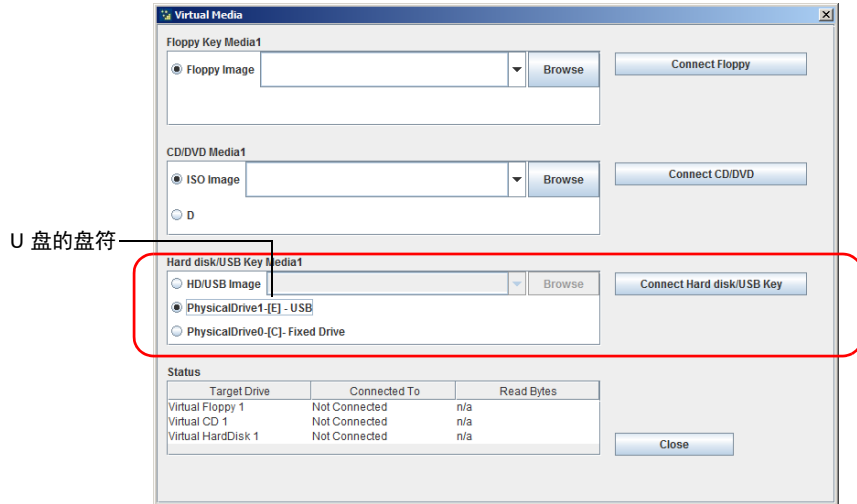 Virtual Media
Floppy Key Media1
Floppy Image
Browse
Connect Floppy
CD/DVD Media1
ISO Image
Browse
Connect CD/DVD
D
U 盘的盘符
Hard disk/USB Key Media1
HD/USB Image
Browse
Connect Hard disk/USB Key
PhysicalDrive1-[E] - USB
PhysicalDrive0-[C]- Fixed Drive
Status
Target Drive Connected To Read Bytes
Virtual Floppy 1 Not Connected n/a
Virtual CD 1 Not Connected n/a
Virtual HardDisk 1 Not Connected n/a
Close